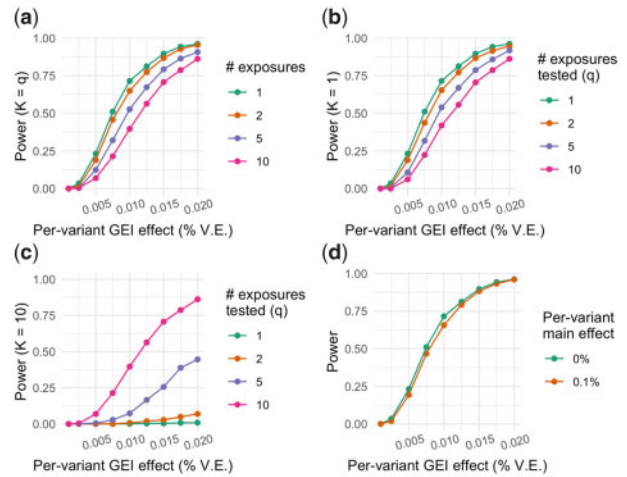 (a)
Power (K = q)
1.00
0.75
0.50
0.25
0.00
0.005
0.010
0.015
0.020
Per-variant GEI effect (% V.E.)
# exposures
1
2
5
10
(b)
Power (K = 1)
1.00
0.75
0.50
0.25
0.00
0.005
0.010
0.015
0.020
Per-variant GEI effect (% V.E.)
# exposures
tested (q)
1
2
5
10
(c)
Power (K = 10)
1.00
0.75
0.50
0.25
0.00
0.005
0.010
0.015
0.020
Per-variant GEI effect (% V.E.)
# exposures
tested (q)
1
2
5
10
(d)
Power
1.00
0.75
0.50
0.25
0.00
0.005
0.010
0.015
0.020
Per-variant GEI effect (% V.E.)
Per-variant
main effect
0%
0.1%